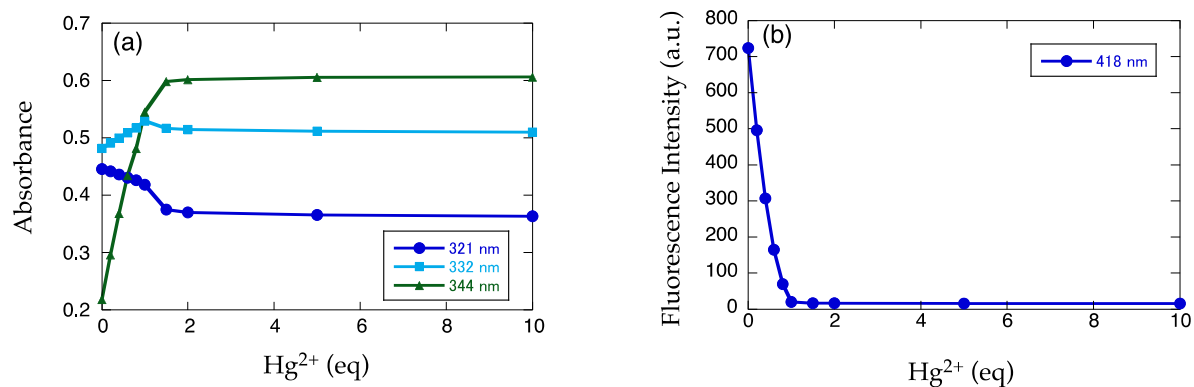 (a)
Absorbance
0.7
0.6
0.5
0.4
0.3
0.2
321 nm
332 nm
344 nm
0 2 4 6 8 10
Hg²⁺ (eq)
(b)
Fluorescence Intensity (a.u.)
800
700
600
500
400
300
200
100
0
418 nm
0 2 4 6 8 10
Hg²⁺ (eq)